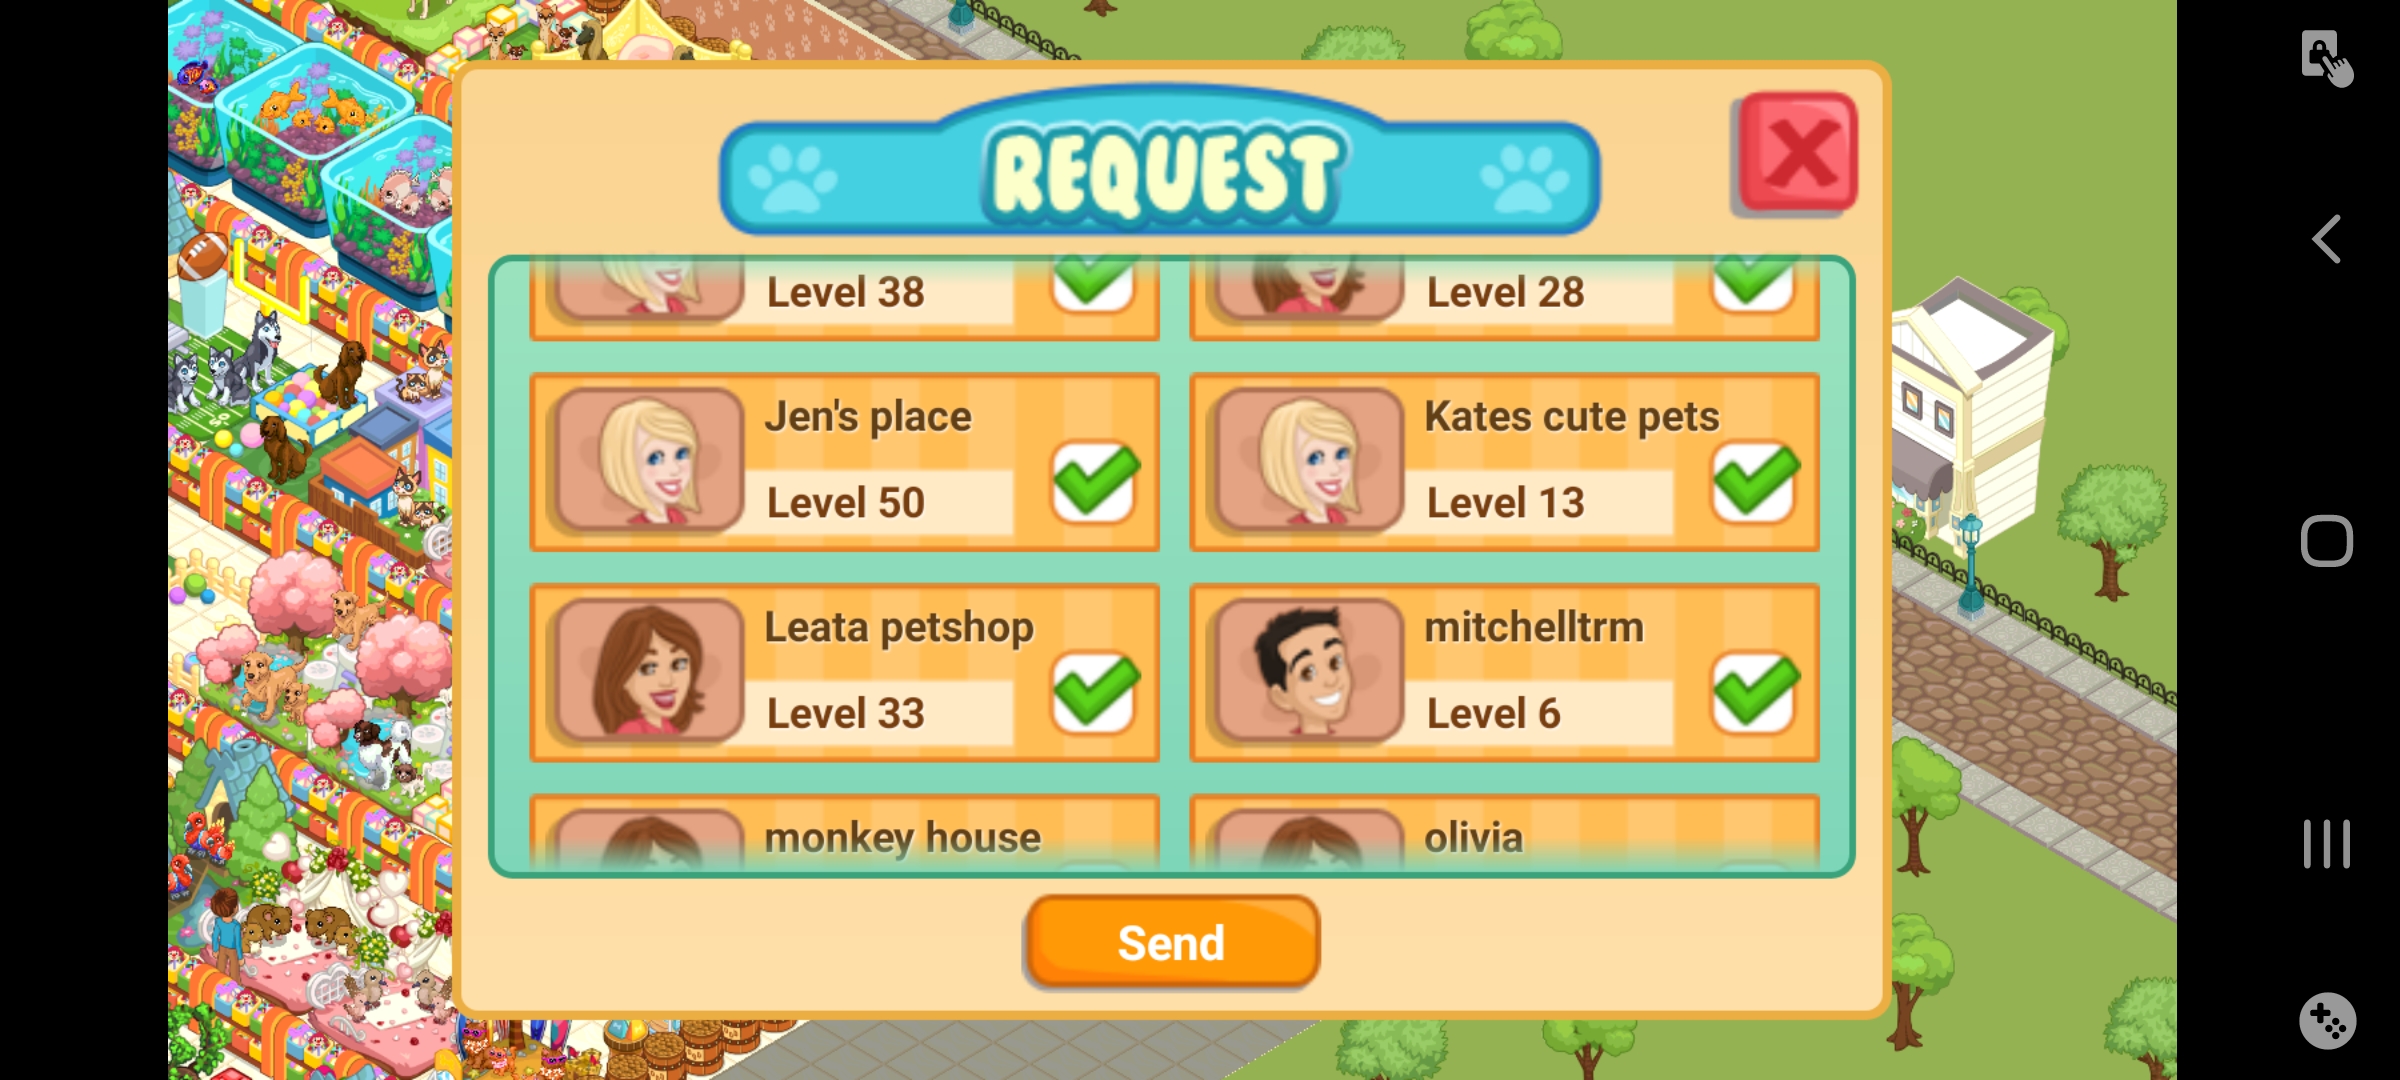 REQUEST
Level 38
Level 28
Jen's place
Kates cute pets
Level 50
Level 13
Leata petshop
mitchelltrm
Level 33
Level 6
monkey house
olivia
Send